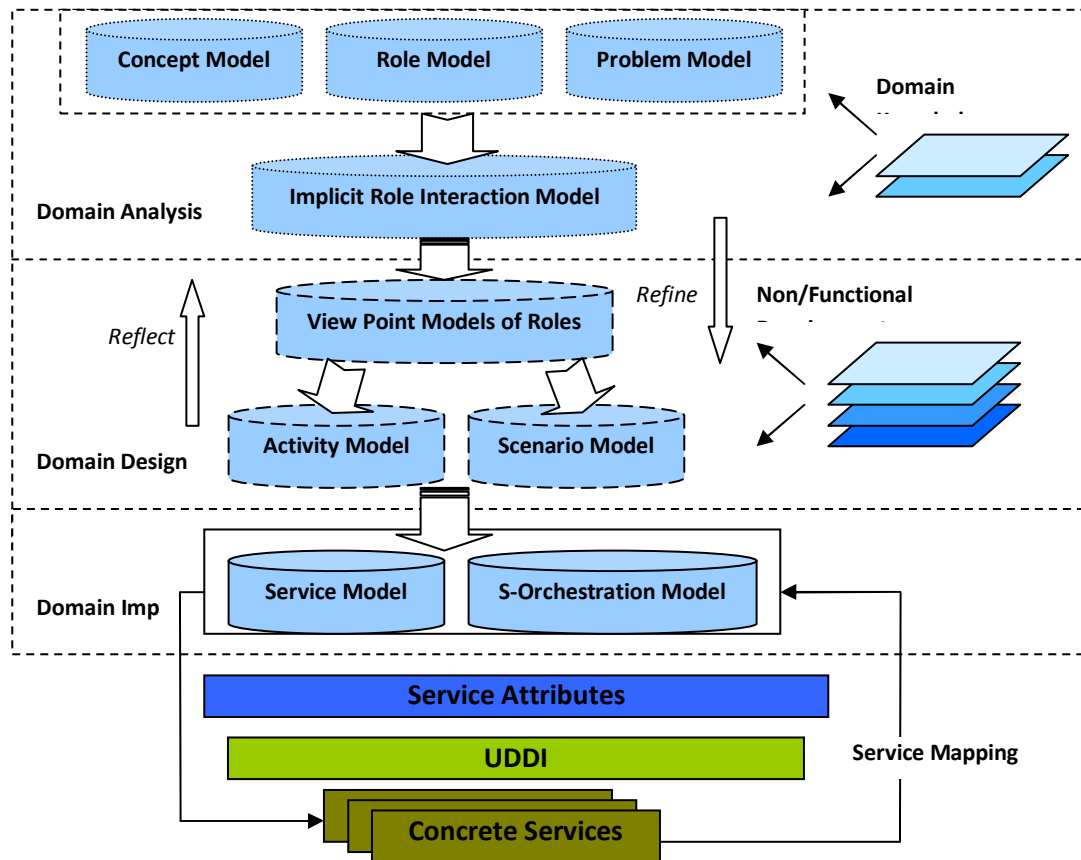 Concept Model
Role Model
Problem Model
Domain
Implicit Role Interaction Model
Domain Analysis
Refine
Non/Functional
View Point Models of Roles
Reflect
Activity Model
Scenario Model
Domain Design
Service Model
S-Orchestration Model
Domain Imp
Service Attributes
UDDI
Service Mapping
Concrete Services